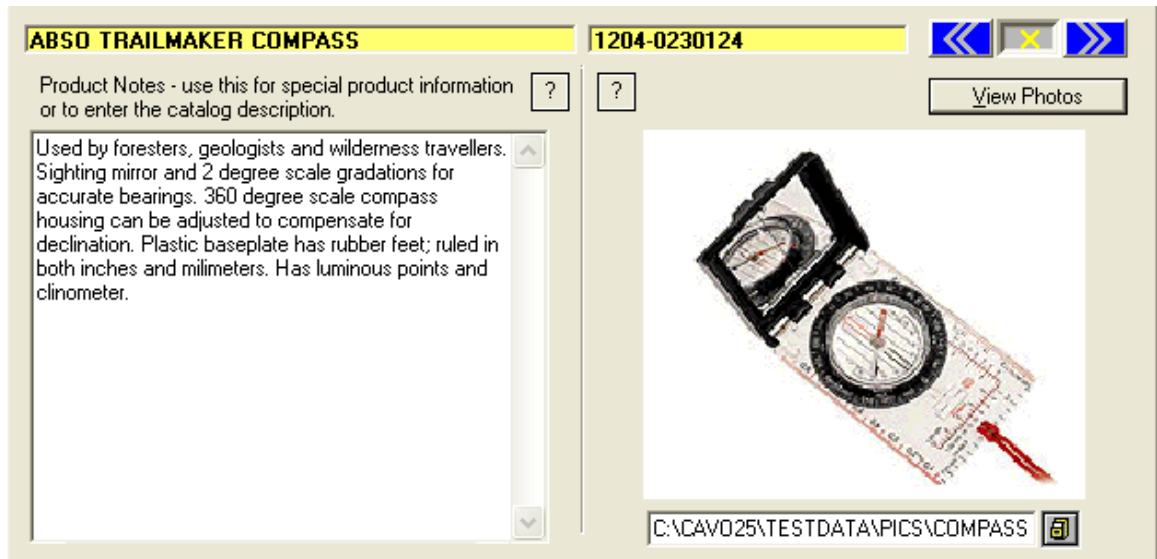 ABSO TRAILMAKER COMPASS
1204-0230124
Product Notes - use this for special product information
or to enter the catalog description.
?
?
View Photos
Used by foresters, geologists and wilderness travellers.
Sighting mirror and 2 degree scale gradations for
accurate bearings. 360 degree scale compass
housing can be adjusted to compensate for
declination. Plastic baseplate has rubber feet; ruled in
both inches and milimeters. Has luminous points and
clinometer.
C:\CAVO25\TESTDATA\PICS\COMPASS